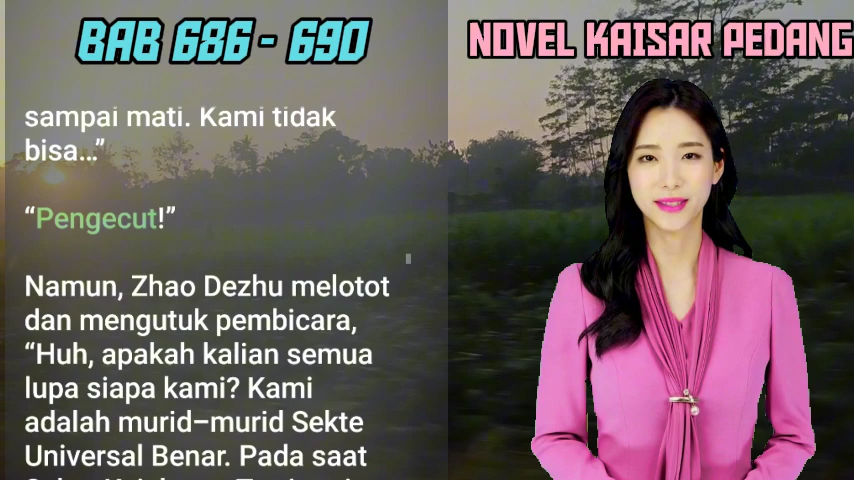 BAB 686 - 690
NOVEL KAISAR PEDANG
sampai mati. Kami tidak
bisa…”
“Pengecut!”
Namun, Zhao Dezhu melotot
dan mengutuk pembicara,
“Huh, apakah kalian semua
lupa siapa kami? Kami
adalah murid–murid Sekte
Universal Benar. Pada saat